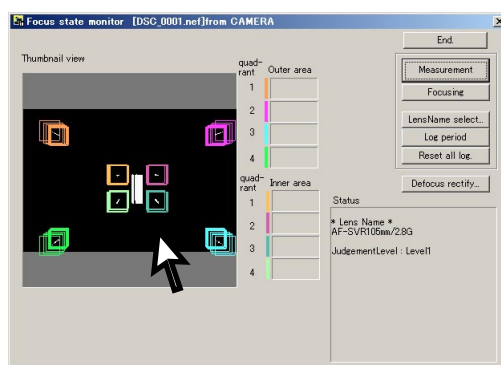 Focus state monitor [DSC_0001.nef]from CAMERA
End.
Thumbnail view
quad-
rant
Outer area
1
2
3
4
quad-
rant
Inner area
1
2
3
4
Measurement
Focusing
LensName select...
Log period
Reset all log.
Defocus rectify...
Status
* Lens Name *
AF-SVR105mm/2.8G
JudgementLevel : Level1